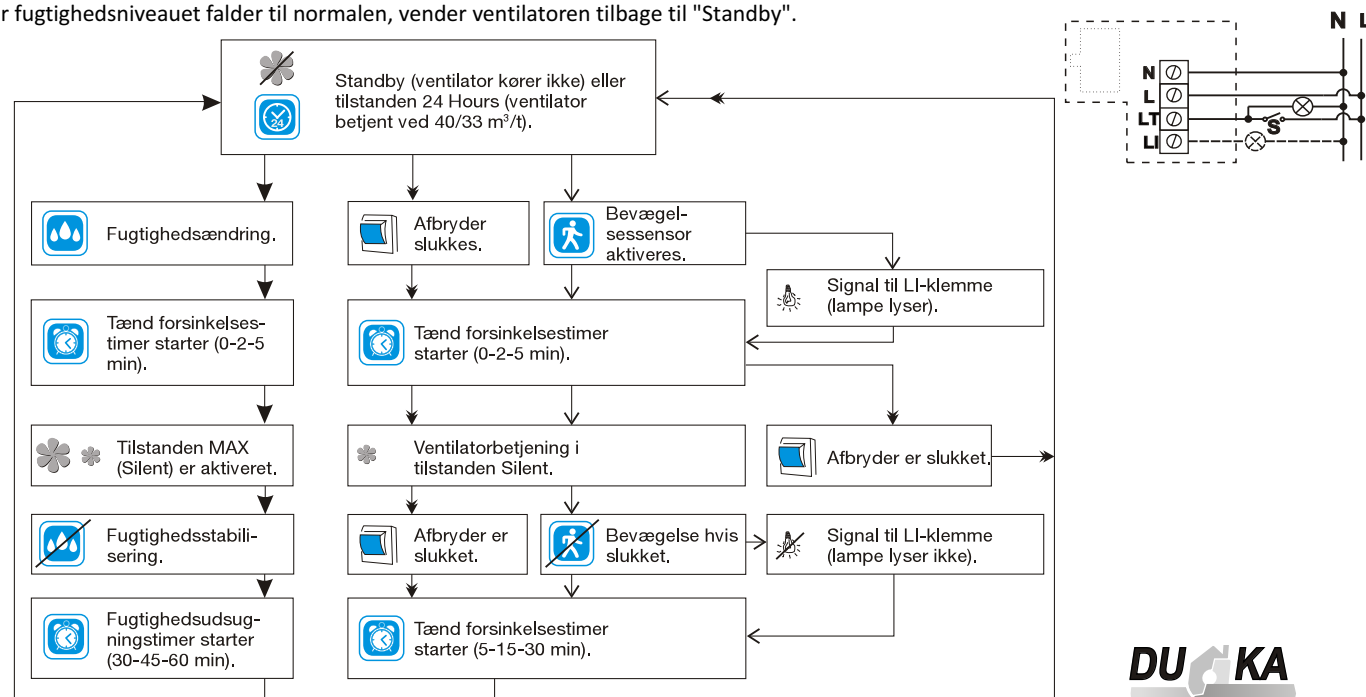 r fugtighedsniveauet falder til normalen, vender ventilatoren tilbage til "Standby".
N L
Standby (ventilator kører ikke) eller
tilstanden 24 Hours (ventilator
betjent ved 40/33 m³/t).
24
N
L
LT
S
LI
Fugtighedsændring.
Afbryder
slukkes.
Bevægel-
sessensor
aktiveres.
Signal til LI-klemme
(lampe lyser).
Tænd forsinkelses-
timer starter (0-2-5
min).
Tænd forsinkelsestimer
starter (0-2-5 min).
Tilstanden MAX
(Silent) er aktiveret.
Ventilatorbetjening i
tilstanden Silent.
Afbryder er slukket.
Fugtighedsstabili-
sering.
Afbryder er
slukket.
Bevægelse hvis
slukket.
Signal til LI-klemme
(lampe lyser ikke).
Fugtighedsudsug-
ningstimer starter
(30-45-60 min).
Tænd forsinkelsestimer
starter (5-15-30 min).
DUKA